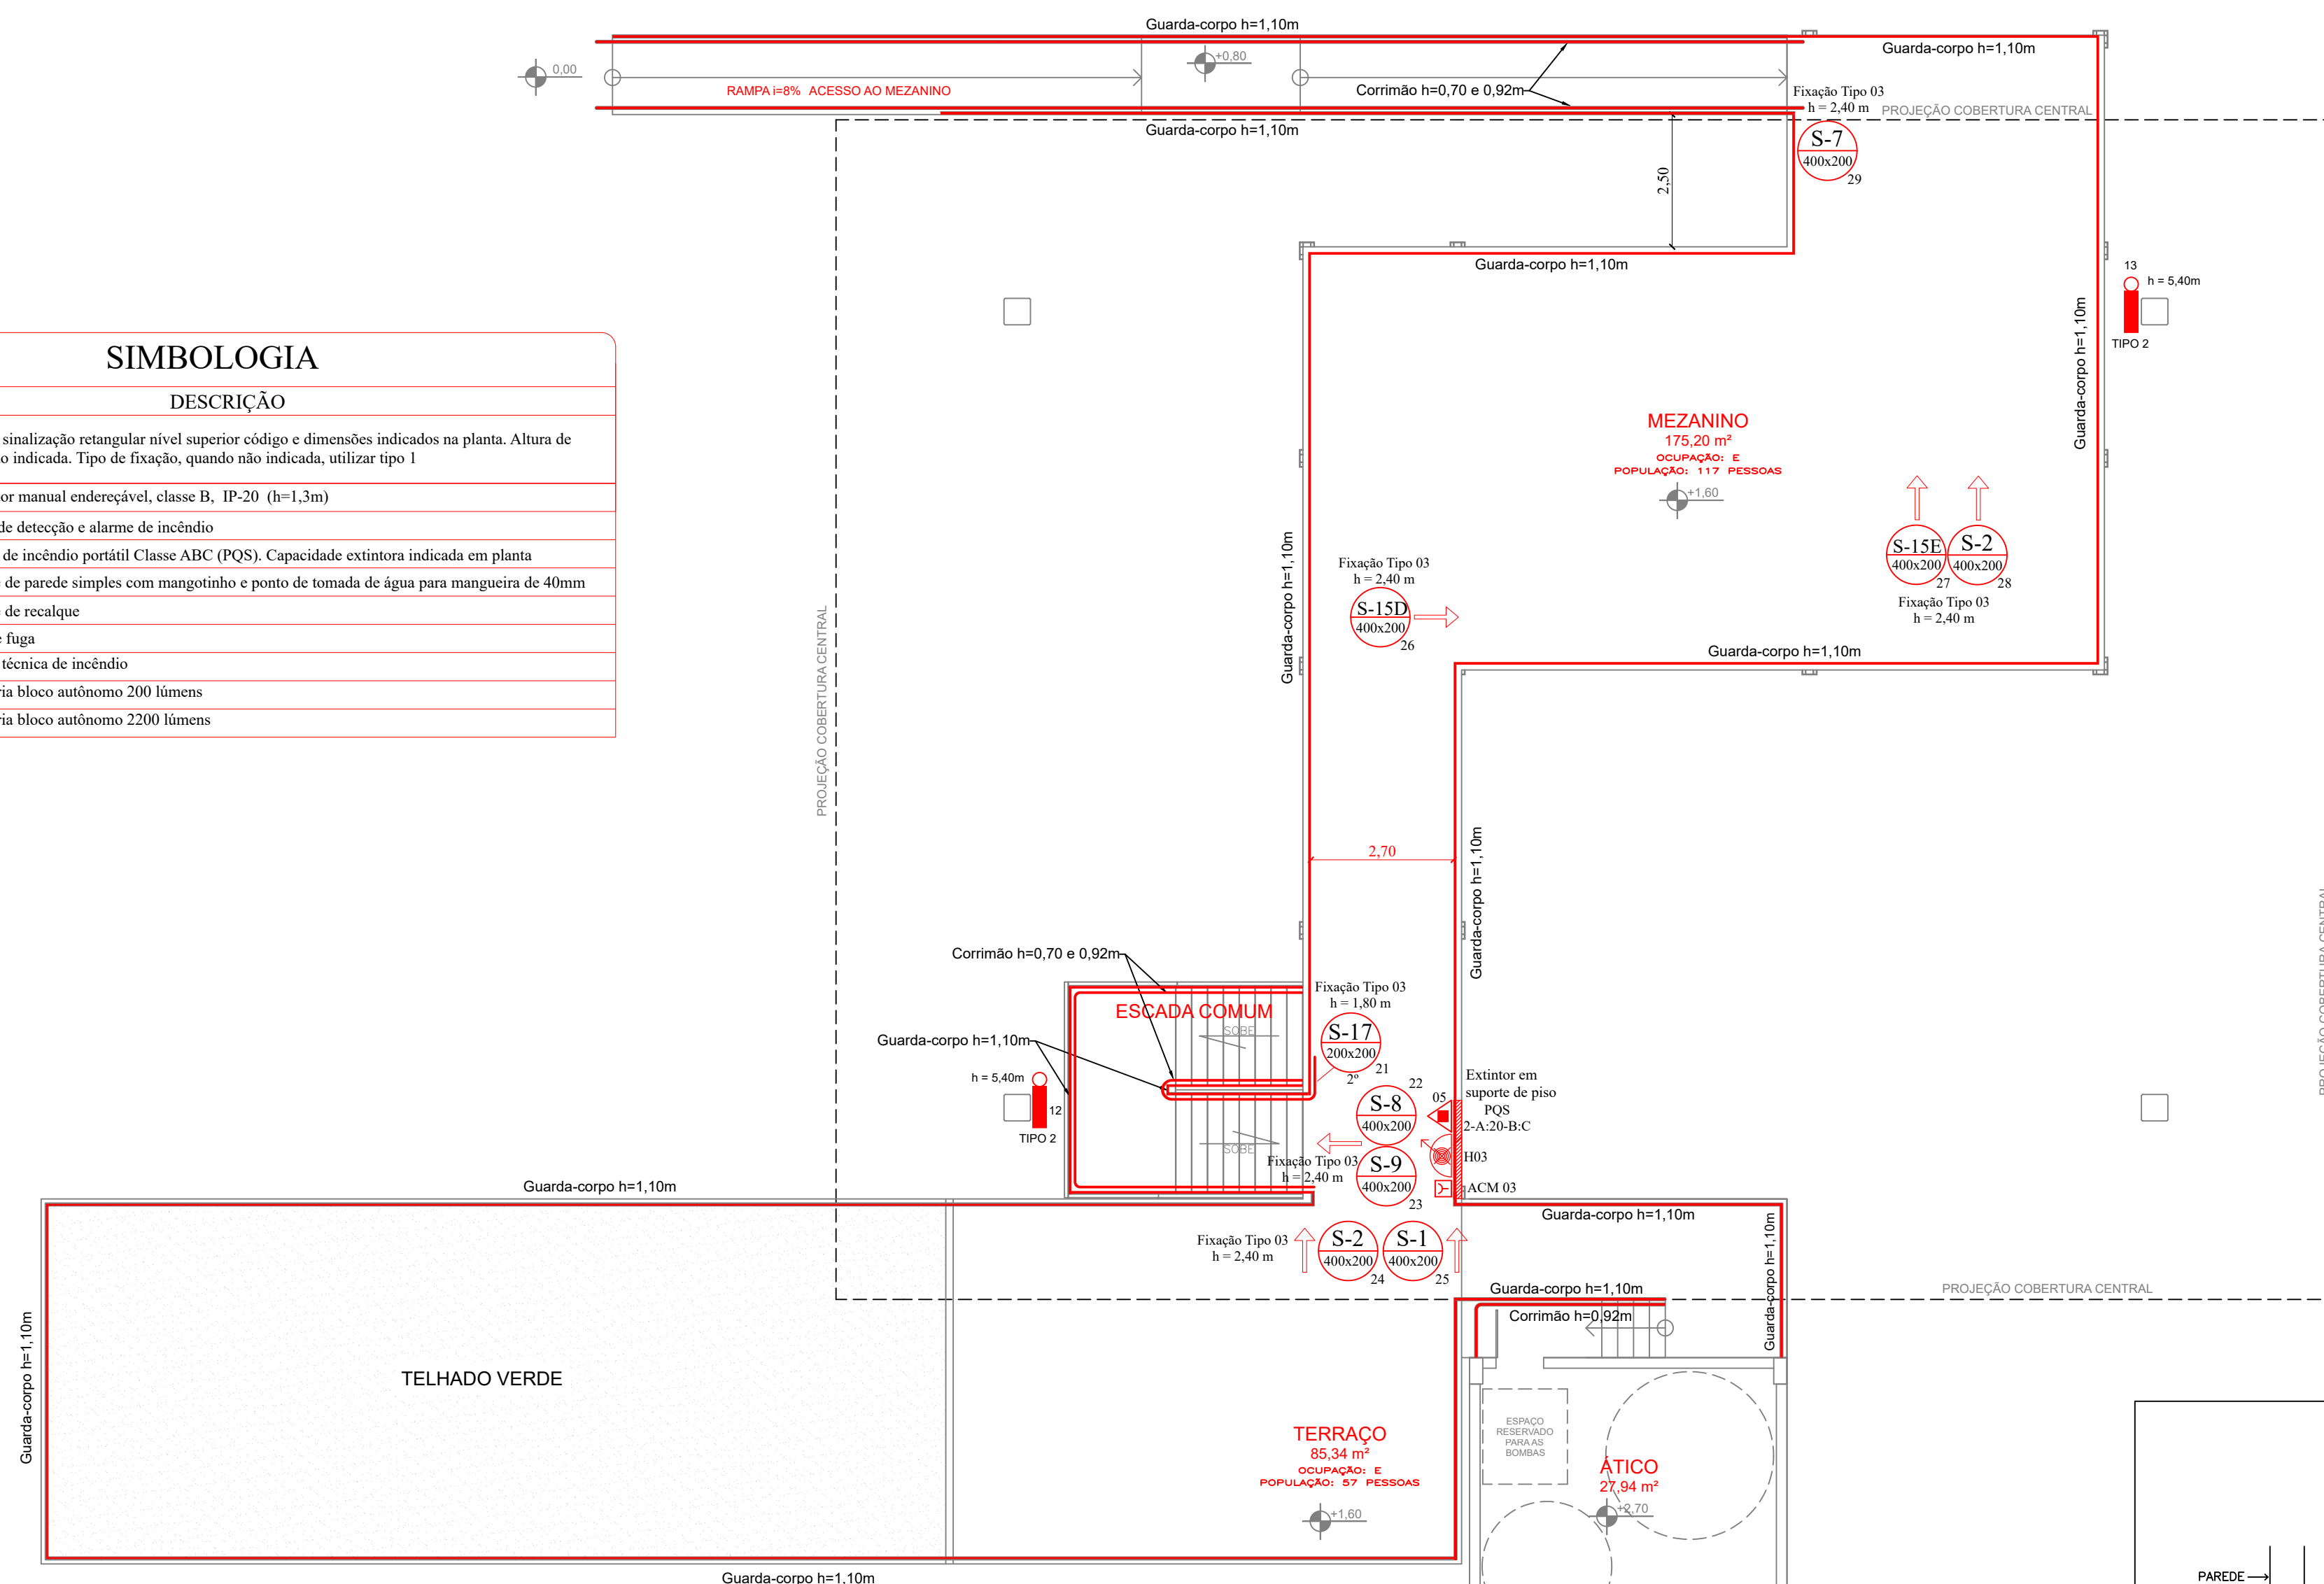 Guarda-corpo h=1,10m
Guarda-corpo h=1,10m
0,00
+0,80
RAMPA i=8%  ACESSO AO MEZANINO
Corrimão h=0,70 e 0,92m
Fixação Tipo 03
h = 2,40 m
PROJEÇÃO COBERTURA CENTRAL
Guarda-corpo h=1,10m
S-7
400x200
29
2,50
Guarda-corpo h=1,10m
13
h = 5,40m
TIPO 2
Guarda-corpo h=1,10m
SIMBOLOGIA
DESCRIÇÃO
sinalização retangular nível superior código e dimensões indicados na planta. Altura de
o indicada. Tipo de fixação, quando não indicada, utilizar tipo 1
or manual endereçável, classe B,  IP-20  (h=1,3m)
de detecção e alarme de incêndio
de incêndio portátil Classe ABC (PQS). Capacidade extintora indicada em planta
de parede simples com mangotinho e ponto de tomada de água para mangueira de 40mm
de recalque
fuga
técnica de incêndio
ria bloco autônomo 200 lúmens
ria bloco autônomo 2200 lúmens
MEZANINO
175,20 m²
OCUPAÇÃO: E
POPULAÇÃO: 117 PESSOAS
+1,60
S-15E
400x200
27
S-2
400x200
28
Fixação Tipo 03
h = 2,40 m
Fixação Tipo 03
h = 2,40 m
S-15D
400x200
26
Guarda-corpo h=1,10m
Guarda-corpo h=1,10m
PROJEÇÃO COBERTURA CENTRAL
2,70
Guarda-corpo h=1,10m
PROJEÇÃO COBERTURA CENTRAL
Corrimão h=0,70 e 0,92m
ESCADA COMUM
SOBE
Guarda-corpo h=1,10m
Fixação Tipo 03
h = 1,80 m
S-17
200x200
21
2º
h = 5,40m
12
TIPO 2
SOBE
22
S-8
400x200
05
Extintor em
suporte de piso
PQS
2-A:20-B:C
Fixação Tipo 03
h = 2,40 m
S-9
400x200
23
H03
ACM 03
Guarda-corpo h=1,10m
Guarda-corpo h=1,10m
Fixação Tipo 03
h = 2,40 m
S-2
400x200
24
S-1
400x200
25
Guarda-corpo h=1,10m
Guarda-corpo h=1,10m
Corrimão h=0,92m
PROJEÇÃO COBERTURA CENTRAL
Guarda-corpo h=1,10m
TELHADO VERDE
TERRAÇO
85,34 m²
OCUPAÇÃO: E
POPULAÇÃO: 57 PESSOAS
+1,60
ESPAÇO
RESERVADO
PARA AS
BOMBAS
ÁTICO
27,94 m²
+2,70
PAREDE
Guarda-corpo h=1,10m